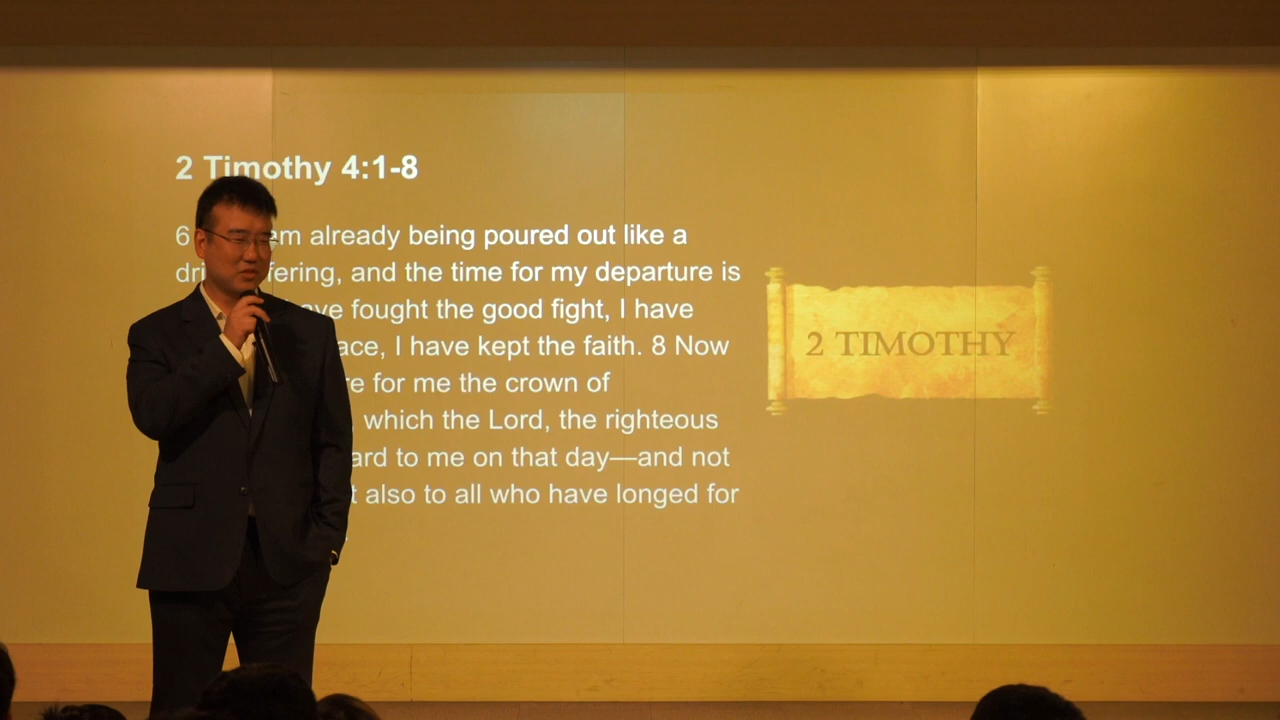 2 Timothy 4:1-8
6 am already being poured out like a
fering, and the time for my departure is
ave fought the good fight, I have
ace, I have kept the faith. 8 Now
re for me the crown of
, which the Lord, the righteous
ard to me on that day—and not
t also to all who have longed for
2 TIMOTHY